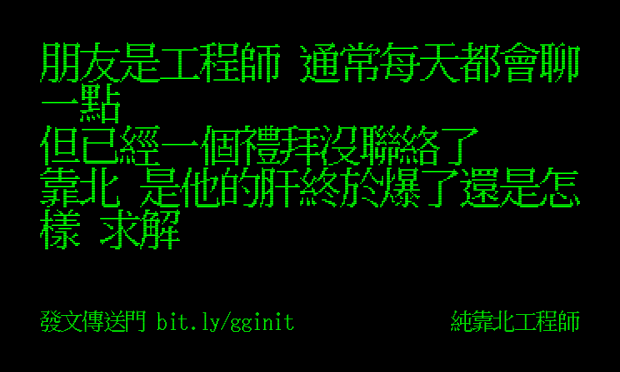 朋友是工程師 通常每天都會聊
一點
但已經一個禮拜沒聯絡了
靠北 是他的肝終於爆了還是怎
樣 求解
發文傳送門 bit.ly/gginit
純靠北工程師